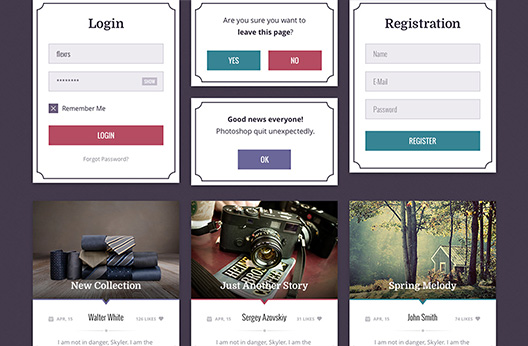 Login
flexrs
••••••••
SHOW
Remember Me
LOGIN
Forgot Password?
Are you sure you want to
leave this page?
YES
NO
Good news everyone!
Photoshop quit unexpectedly.
OK
Registration
Name
E-Mail
Password
REGISTER
New Collection
APR, 15
Walter White
126 LIKES
I am not in danger, Skyler. I am the
Just Another Story
APR, 15
Sergey Azovskiy
31 LIKES
I am not in danger, Skyler. I am the
Spring Melody
APR, 15
John Smith
74 LIKES
I am not in danger, Skyler. I am the